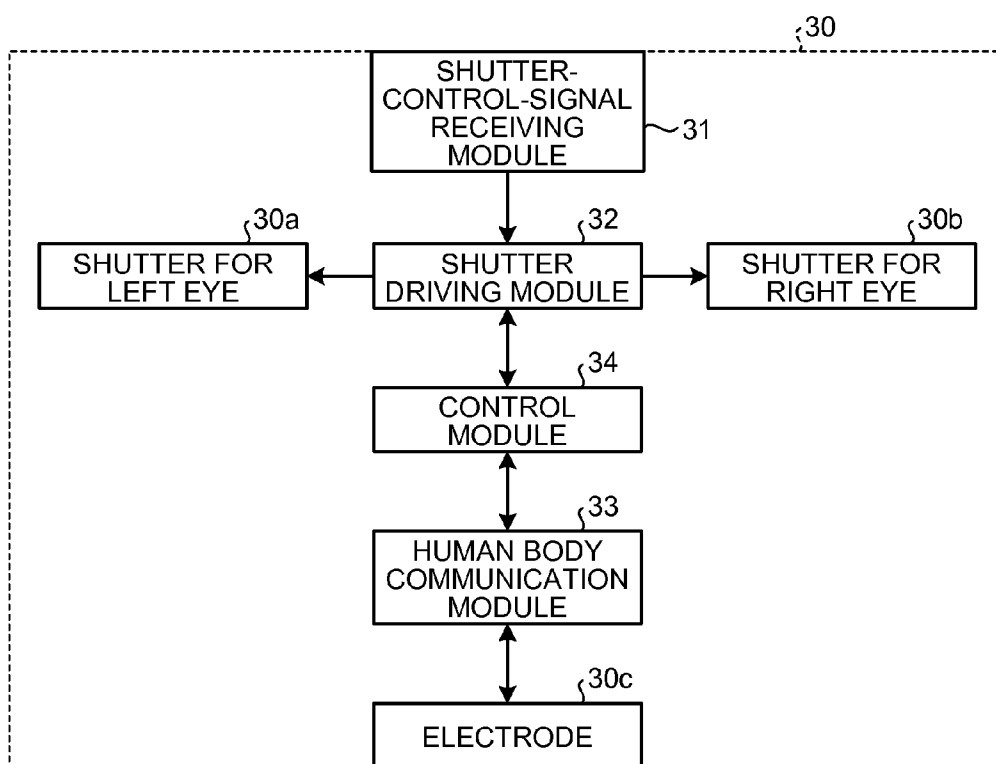 30
SHUTTER-
CONTROL-SIGNAL
RECEIVING
MODULE
31
30a
32
30b
SHUTTER FOR
LEFT EYE
SHUTTER
DRIVING MODULE
SHUTTER FOR
RIGHT EYE
34
CONTROL
MODULE
33
HUMAN BODY
COMMUNICATION
MODULE
30c
ELECTRODE